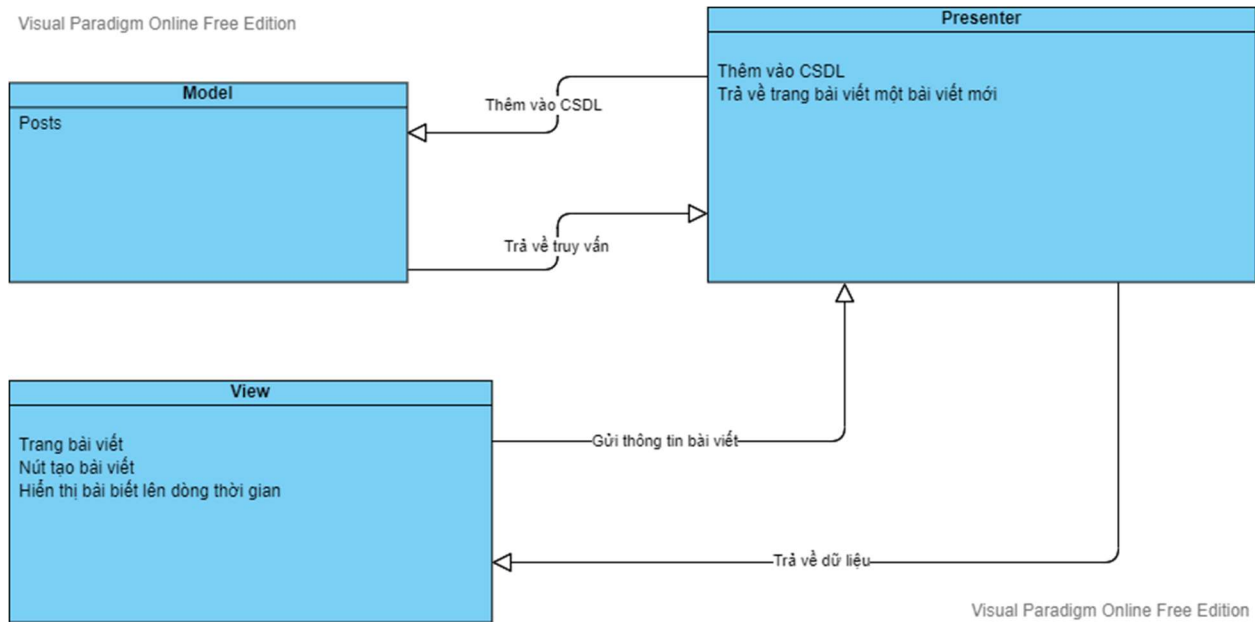 Visual Paradigm Online Free Edition
Presenter
Thêm vào CSDL
Trả về trang bài viết một bài viết mới
Model
Posts
Thêm vào CSDL
Trả về truy vấn
View
Trang bài viết
Nút tạo bài viết
Hiển thị bài biết lên dòng thời gian
Gửi thông tin bài viết
Trả về dữ liệu
Visual Paradigm Online Free Edition